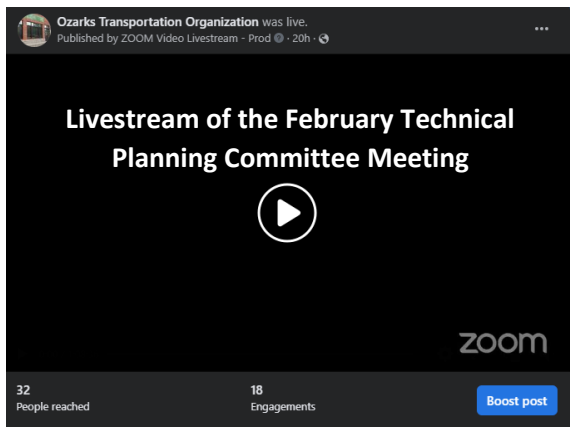 Ozarks Transportation Organization was live.
Published by ZOOM Video Livestream - Prod · 20h ·
Livestream of the February Technical
Planning Committee Meeting
zoom
32
People reached
18
Engagements
Boost post